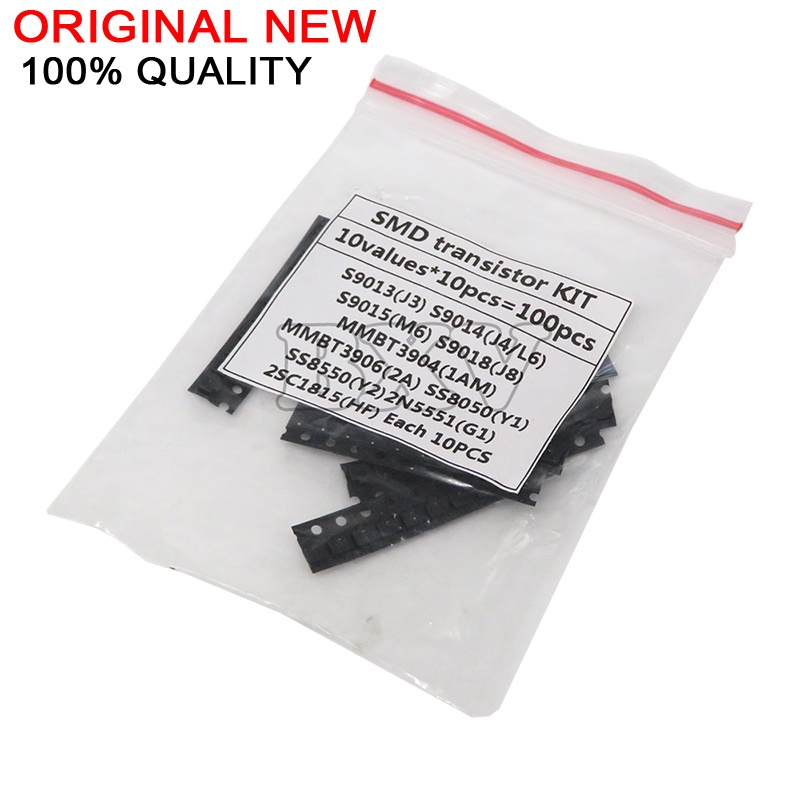 ORIGINAL NEW
100% QUALITY
SMD transistor KIT
10values*10pcs=100pcs
S9013(J3) S9014(J4/L6)
S9015(M6) S9018(J8)
MMBT3904(1AM)
MMBT3906(2A) SS8050(Y1)
SS8550(Y2)2N5551(G1)
2SC1815(HF) Each 10PCS
BXV